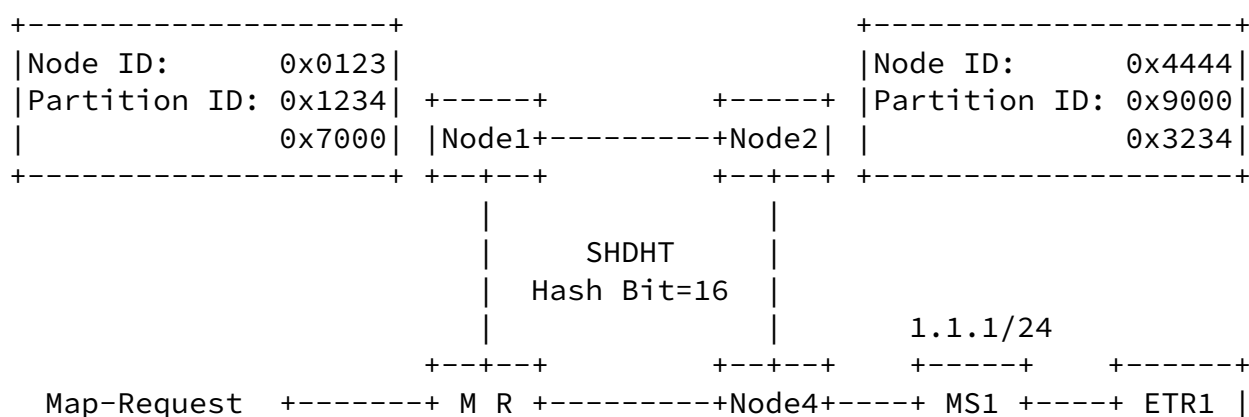 +--------------------+                          +--------------------+
|Node ID:      0x0123|                          |Node ID:      0x4444|
|Partition ID: 0x1234| +-----+         +-----+ |Partition ID: 0x9000|
|              0x7000| |Node1+---------+Node2| |              0x3234|
+--------------------+ +--+--+         +--+--+ +--------------------+
|               |
|     SHDHT     |
|  Hash Bit=16  |
|               |       1.1.1/24
+--+--+         +--+--+    +-----+    +------+
Map-Request  +-------+ M R +---------+Node4+----+ MS1 +----+ ETR1 |